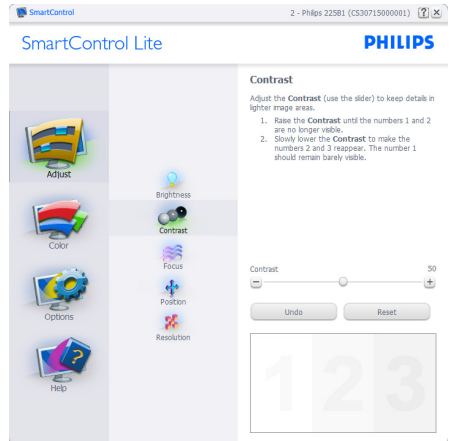 SmartControl
2 - Philips 225B1 (CS30715000001)
SmartControl Lite
PHILIPS
Adjust
Color
Options
Help
Brightness
Contrast
Focus
Position
Resolution
Contrast
Adjust the Contrast (use the slider) to keep details in
lighter image areas.
1. Raise the Contrast until the numbers 1 and 2
are no longer visible.
2. Slowly lower the Contrast to make the
numbers 2 and 3 reappear. The number 1
should remain barely visible.
Contrast 50
Undo Reset
1 2 3